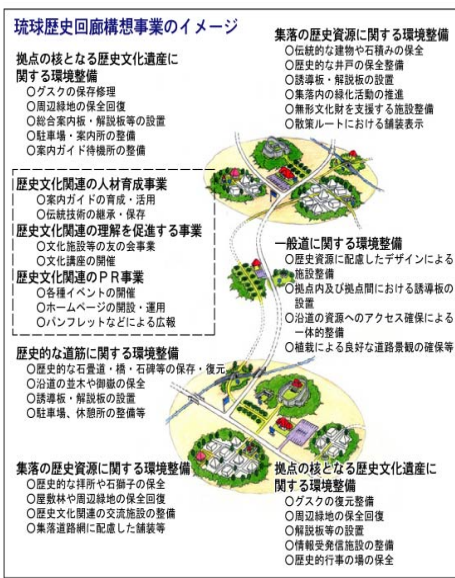 琉球歴史回廊構想事業のイメージ
拠点の核となる歴史文化遺産に
関する環境整備
○グスクの保存修理
○周辺緑地の保全回復
○総合案内板・解説板等の設置
○駐車場・案内所の整備
○案内ガイド待機所の整備
歴史文化関連の人材育成事業
○案内ガイドの育成・活用
○伝統技術の継承・保存
歴史文化関連の理解を促進する事業
○文化施設等の友の会事業
○文化講座の開催
歴史文化関連のＰＲ事業
○各種イベントの開催
○ホームページの開設・運用
○パンフレットなどによる広報
歴史的な道筋に関する環境整備
○歴史的な石畳道・橋・石碑等の保存・復元
○沿道の並木や御嶽の保全
○誘導板・解説板の設置
○駐車場、休憩所の整備等
集落の歴史資源に関する環境整備
○歴史的な拝所や石獅子の保全
○屋敷林や周辺緑地の保全回復
○歴史文化関連の交流施設の整備
○集落道路網に配慮した舗装等
集落の歴史資源に関する環境整備
○伝統的な建物や石積みの保全
○歴史的な井戸の保全整備
○誘導板・解説板の設置
○集落内の緑化活動の推進
○無形文化財を支援する施設整備
○散策ルートにおける舗装表示
一般道に関する環境整備
○歴史資源に配慮したデザインによる
施設整備
○拠点内及び拠点間における誘導板の
設置
○沿道の資源へのアクセス確保による
一体的整備
○植栽による良好な道路景観の確保等
拠点の核となる歴史文化遺産に
関する環境整備
○グスクの復元整備
○周辺緑地の保全回復
○解説板等の設置
○情報受発信施設の整備
○歴史的行事の場の保全